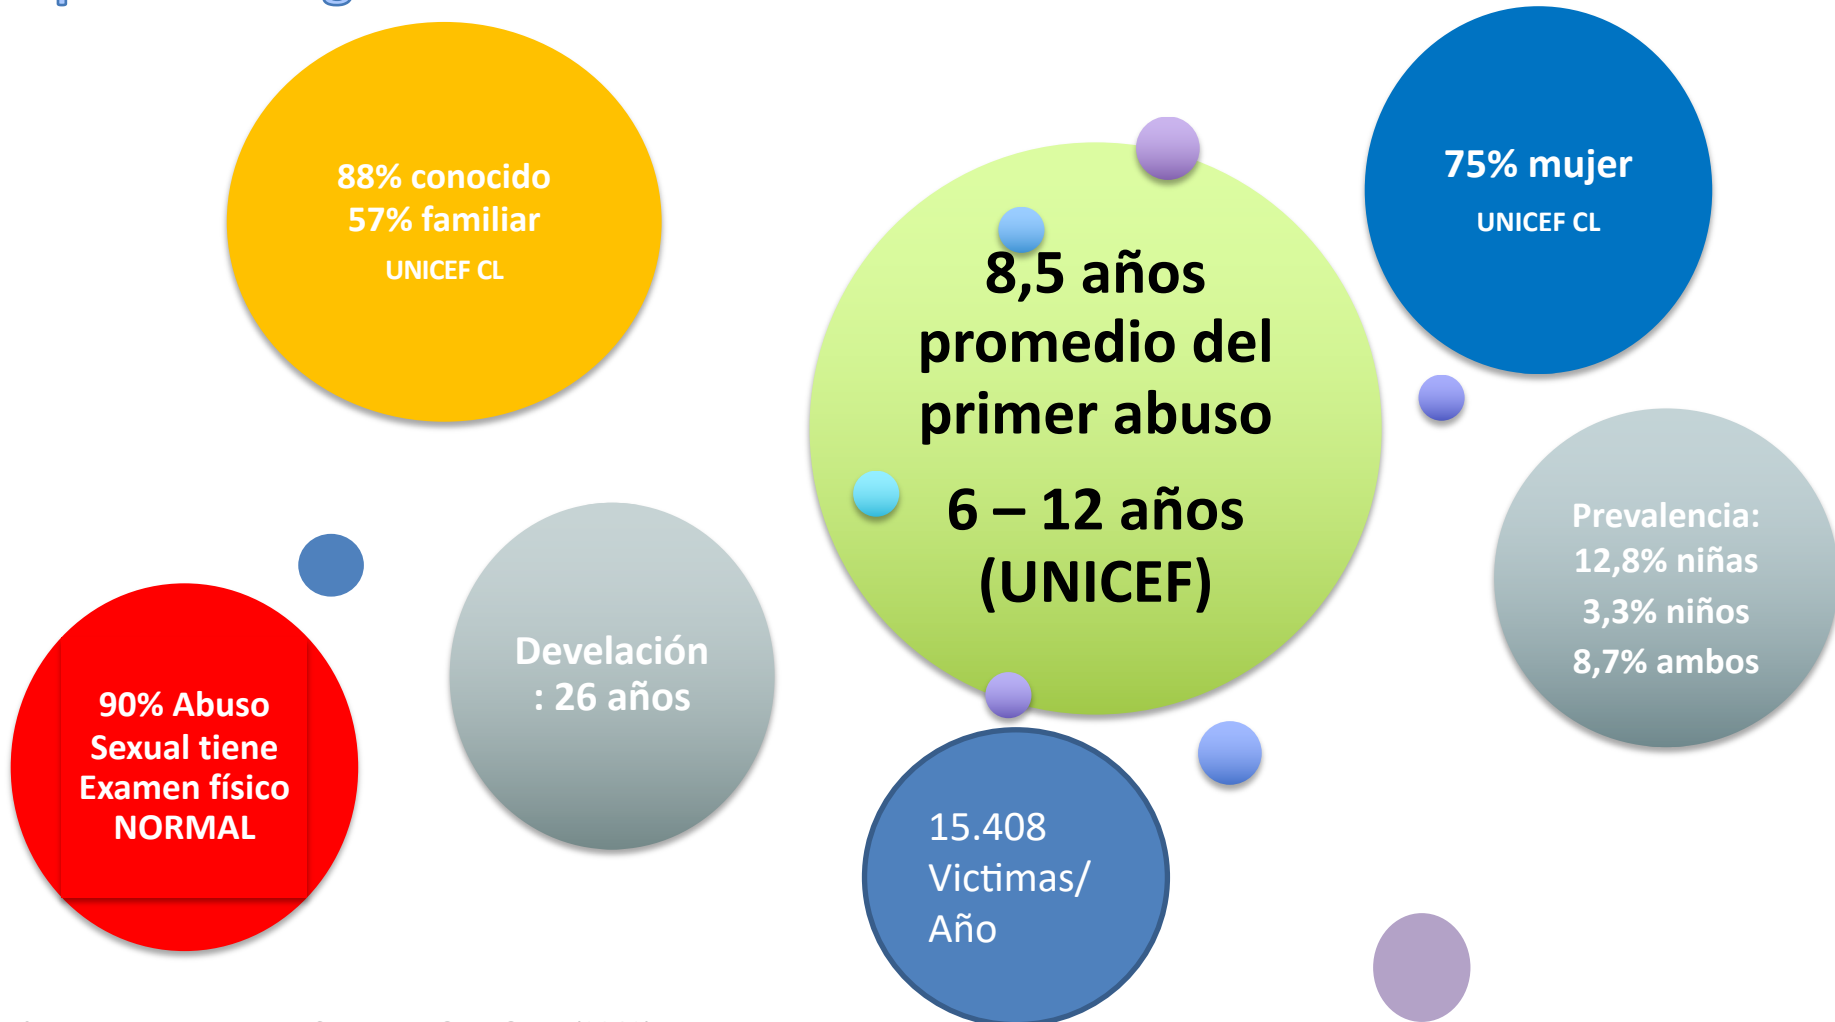 88% conocido
57% familiar
UNICEF CL
75% mujer
UNICEF CL
8,5 años
promedio del
primer abuso
6 – 12 años
(UNICEF)
Prevalencia:
12,8% niñas
3,3% niños
8,7% ambos
Develación
: 26 años
90% Abuso
Sexual tiene
Examen físico
NORMAL
15.408
Victimas/
Año